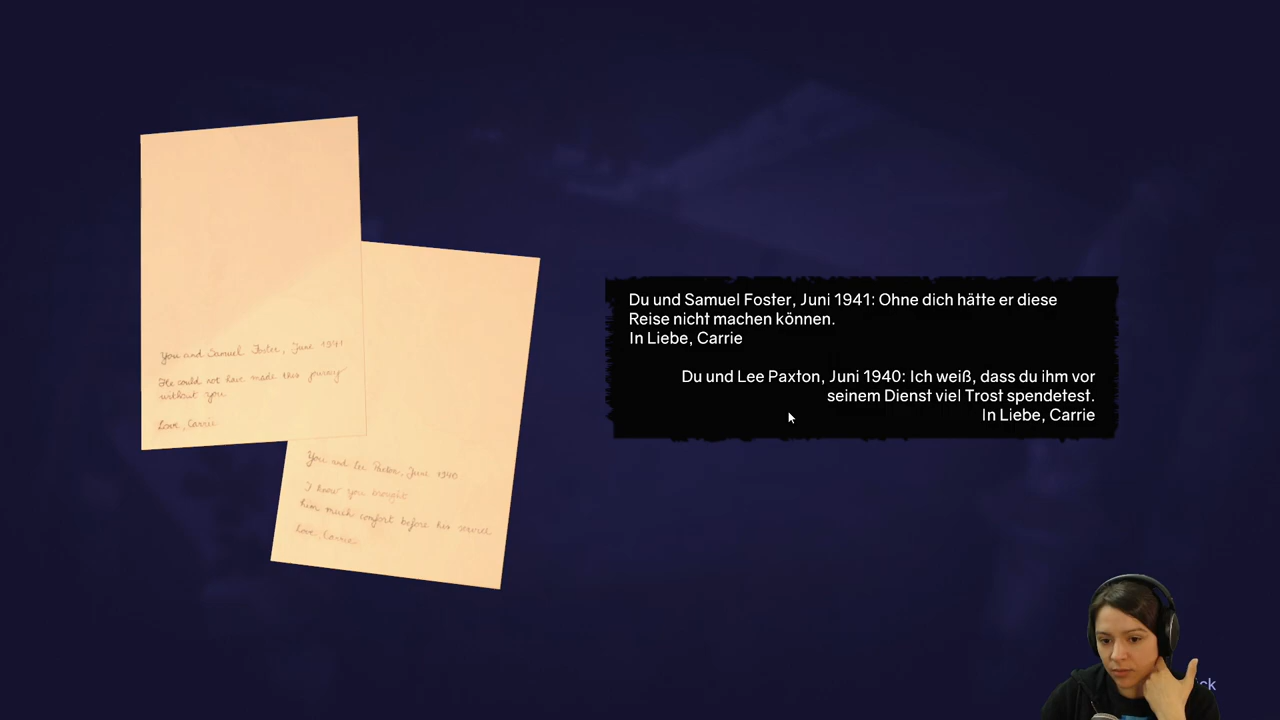 You and Samuel Foster, June 1941
He could not have made this journey
without you.
Love, Carrie
You and Lee Paxton, June 1940
I know you brought
him much comfort before his service
Love, Carrie
Du und Samuel Foster, Juni 1941: Ohne dich hätte er diese
Reise nicht machen können.
In Liebe, Carrie
Du und Lee Paxton, Juni 1940: Ich weiß, dass du ihm vor
seinem Dienst viel Trost spendetest.
In Liebe, Carrie